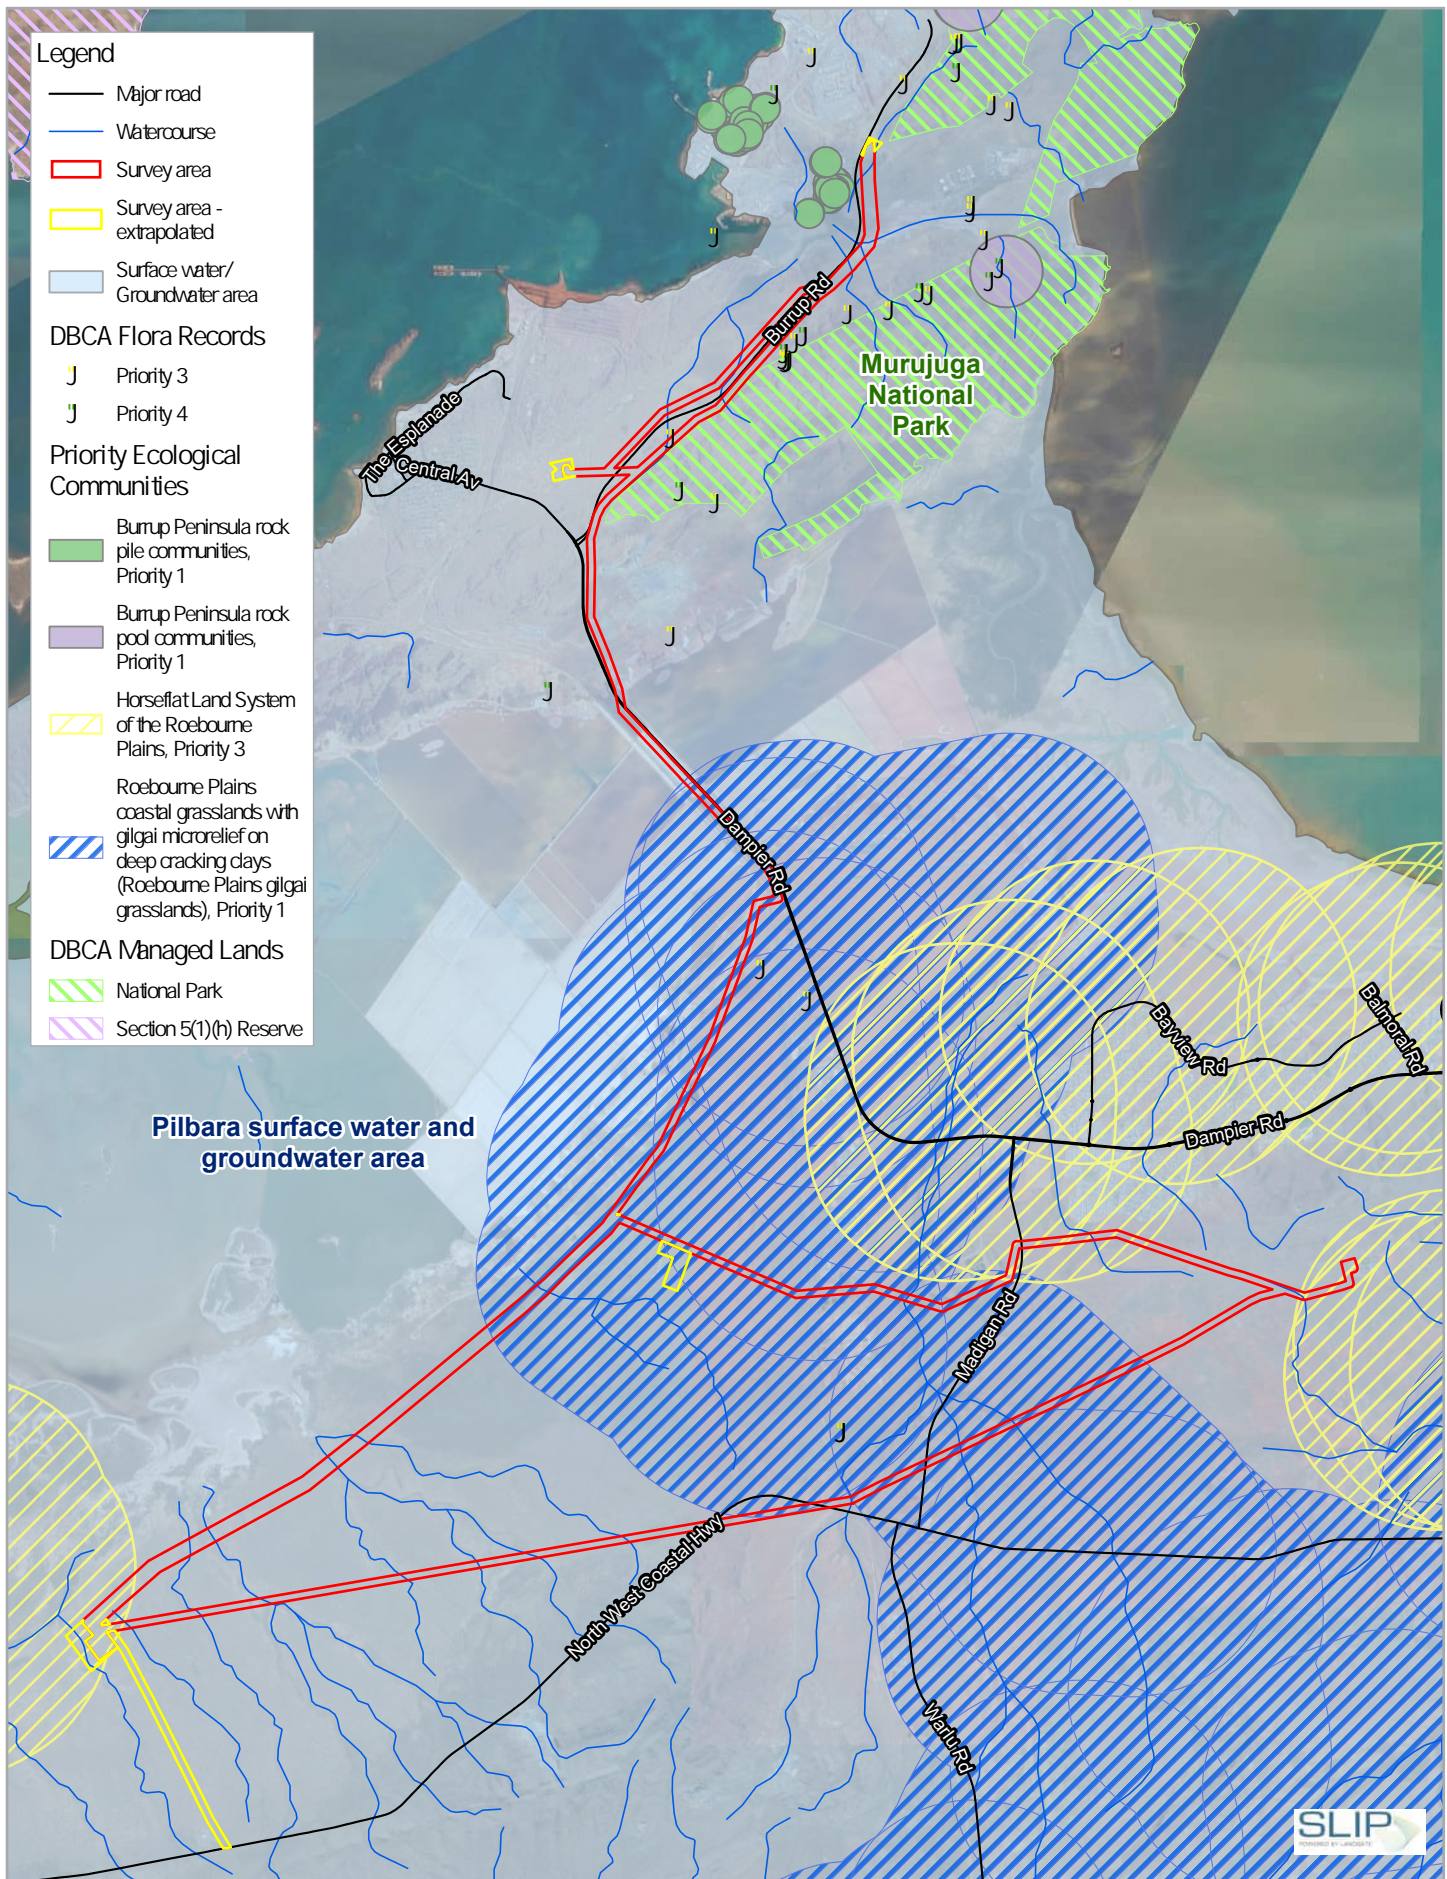 Legend
Major road
Watercourse
Survey area
Survey area -
extrapolated
Surface water/
Groundwater area
DBCA Flora Records
Priority 3
Priority 4
Priority Ecological
Communities
Burrup Peninsula rock
pile communities,
Priority 1
Burrup Peninsula rock
pool communities,
Priority 1
Horseflat Land System
of the Roebourne
Plains, Priority 3
Roebourne Plains
coastal grasslands with
gilgai microrelief on
deep cracking clays
(Roebourne Plains gilgai
grasslands), Priority 1
DBCA Managed Lands
National Park
Section 5(1)(h) Reserve
Burrup Rd
Murujuga
National
Park
The Esplanade
Central Av
Dampier Rd
Bayview Rd
Balmoral Rd
Dampier Rd
Pilbara surface water and
groundwater area
Madigan Rd
North West Coastal Hwy
Warlu Rd
SLIP
POWERED BY LANDGATE